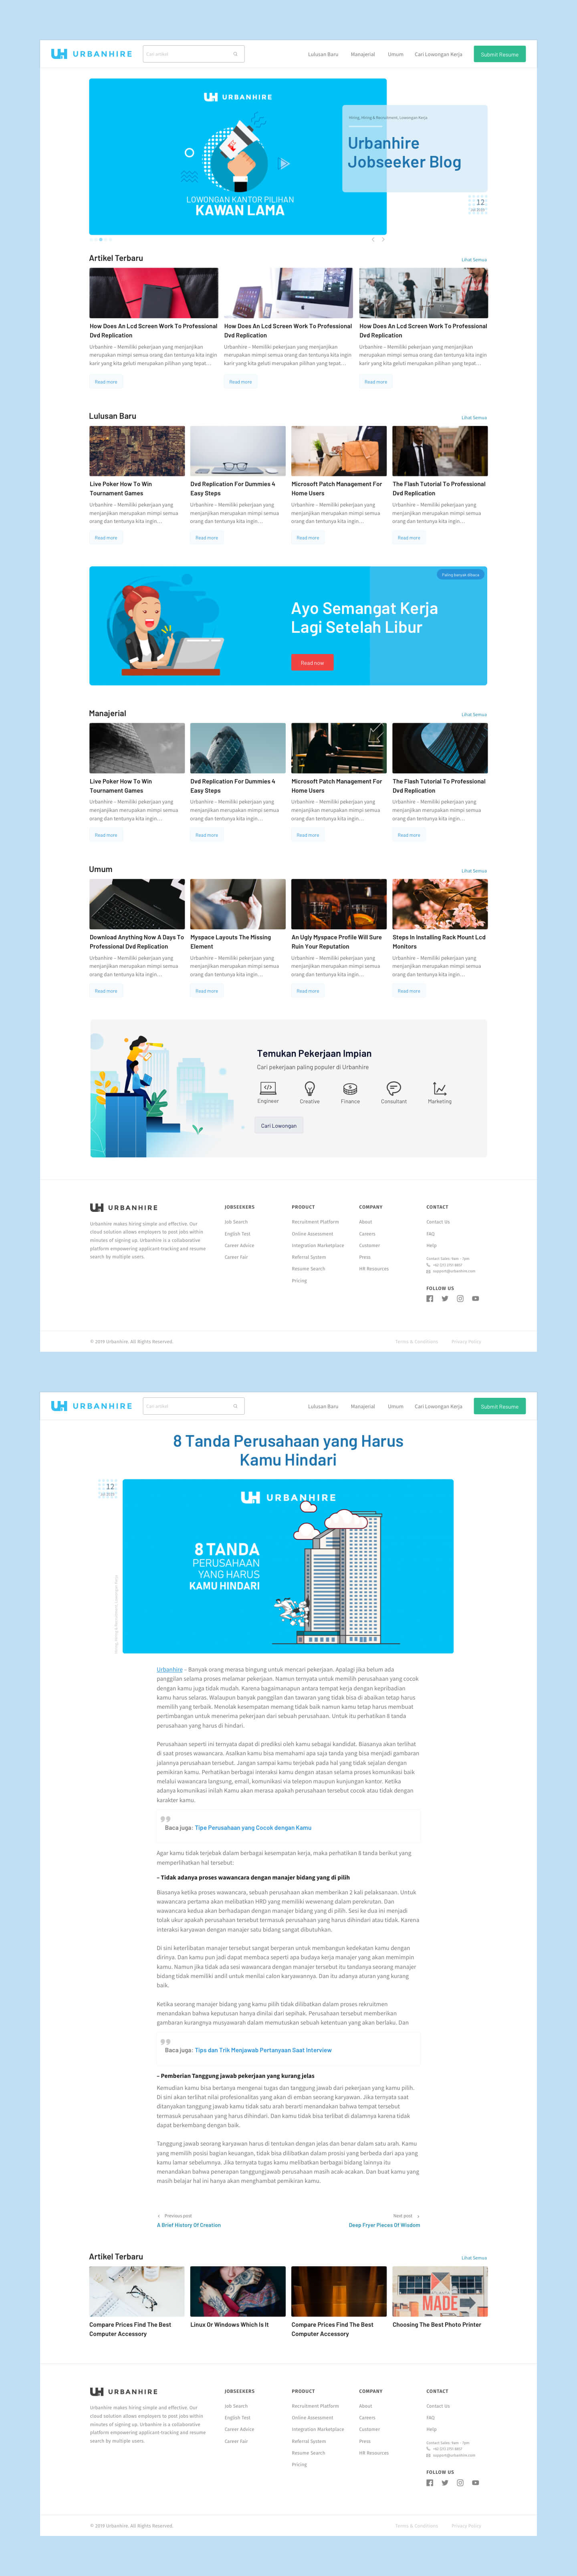 URBANHIRE
Cari artikel
Lulusan Baru Manajerial Umum Cari Lowongan Kerja Submit Resume
URBANHIRE
LOWONGAN KANTOR PILIHAN
KAWAN LAMA
Hiring, Hiring & Recruitment, Lowongan Kerja
Urbanhire
Jobseeker Blog
12
Artikel Terbaru
Lihat Semua
How Does An Lcd Screen Work To Professional
Dvd Replication
Urbanhire – Memiliki pekerjaan yang menjanjikan
merupakan mimpi semua orang dan tentunya kita ingin
karir yang kita geluti merupakan pilihan yang tepat…
Read more
How Does An Lcd Screen Work To Professional
Dvd Replication
Urbanhire – Memiliki pekerjaan yang menjanjikan
merupakan mimpi semua orang dan tentunya kita ingin
karir yang kita geluti merupakan pilihan yang tepat…
Read more
How Does An Lcd Screen Work To Professional
Dvd Replication
Urbanhire – Memiliki pekerjaan yang menjanjikan
merupakan mimpi semua orang dan tentunya kita ingin
karir yang kita geluti merupakan pilihan yang tepat…
Read more
Lulusan Baru
Lihat Semua
Live Poker How To Win
Tournament Games
Urbanhire – Memiliki pekerjaan yang
menjanjikan merupakan mimpi semua
orang dan tentunya kita ingin…
Read more
Dvd Replication For Dummies 4
Easy Steps
Urbanhire – Memiliki pekerjaan yang
menjanjikan merupakan mimpi semua
orang dan tentunya kita ingin…
Read more
Microsoft Patch Management For
Home Users
Urbanhire – Memiliki pekerjaan yang
menjanjikan merupakan mimpi semua
orang dan tentunya kita ingin…
Read more
The Flash Tutorial To Professional
Dvd Replication
Urbanhire – Memiliki pekerjaan yang
menjanjikan merupakan mimpi semua
orang dan tentunya kita ingin…
Read more
Paling banyak dibaca
Ayo Semangat Kerja
Lagi Setelah Libur
Read now
Manajerial
Lihat Semua
Live Poker How To Win
Tournament Games
Urbanhire – Memiliki pekerjaan yang
menjanjikan merupakan mimpi semua
orang dan tentunya kita ingin…
Read more
Dvd Replication For Dummies 4
Easy Steps
Urbanhire – Memiliki pekerjaan yang
menjanjikan merupakan mimpi semua
orang dan tentunya kita ingin…
Read more
Microsoft Patch Management For
Home Users
Urbanhire – Memiliki pekerjaan yang
menjanjikan merupakan mimpi semua
orang dan tentunya kita ingin…
Read more
The Flash Tutorial To Professional
Dvd Replication
Urbanhire – Memiliki pekerjaan yang
menjanjikan merupakan mimpi semua
orang dan tentunya kita ingin…
Read more
Umum
Lihat Semua
Download Anything Now A Days To
Professional Dvd Replication
Urbanhire – Memiliki pekerjaan yang
menjanjikan merupakan mimpi semua
orang dan tentunya kita ingin…
Read more
Myspace Layouts The Missing
Element
Urbanhire – Memiliki pekerjaan yang
menjanjikan merupakan mimpi semua
orang dan tentunya kita ingin…
Read more
An Ugly Myspace Profile Will Sure
Ruin Your Reputation
Urbanhire – Memiliki pekerjaan yang
menjanjikan merupakan mimpi semua
orang dan tentunya kita ingin…
Read more
Steps In Installing Rack Mount Lcd
Monitors
Urbanhire – Memiliki pekerjaan yang
menjanjikan merupakan mimpi semua
orang dan tentunya kita ingin…
Read more
Temukan Pekerjaan Impian
Cari pekerjaan paling populer di Urbanhire
Engineer Creative Finance Consultant Marketing
Cari Lowongan
URBANHIRE
Urbanhire makes hiring simple and effective. Our
cloud solution allows employers to post jobs within
minutes of signing up. Urbanhire is a collaborative
platform empowering applicant-tracking and resume
search by multiple users.
JOBSEEKERS
Job Search
English Test
Career Advice
Career Fair
PRODUCT
Recruitment Platform
Online Assessment
Integration Marketplace
Referral System
Resume Search
Pricing
COMPANY
About
Careers
Customer
Press
HR Resources
CONTACT
Contact Us
FAQ
Help
support@urbanhire.com
FOLLOW US
© 2019 Urbanhire. All Rights Reserved.
Terms & Conditions Privacy Policy
URBANHIRE
Cari artikel
Lulusan Baru Manajerial Umum Cari Lowongan Kerja Submit Resume
8 Tanda Perusahaan yang Harus
Kamu Hindari
12
URBANHIRE
8 TANDA
PERUSAHAAN
YANG HARUS
KAMU HINDARI
Urbanhire – Banyak orang merasa bingung untuk mencari pekerjaan. Apalagi jika belum ada
panggilan selama proses melamar pekerjaan. Namun ternyata untuk memilih perusahaan yang cocok
dengan kamu juga tidak mudah. Karena bagaimanapun antara tempat kerja dengan kepribadian
kamu harus selaras. Walaupun banyak panggilan dan tawaran yang tidak bisa di abaikan tetap harus
memilih yang terbaik. Menolak kesempatan memang tidak baik namun kamu tetap harus membuat
pertimbangan untuk menerima pekerjaan dari sebuah perusahaan. Untuk itu perhatikan 8 tanda
perusahaan yang harus di hindari.
Perusahaan seperti ini ternyata dapat di prediksi oleh kamu sebagai kandidat. Biasanya akan terlihat
di saat proses wawancara. Asalkan kamu bisa memahami apa saja tanda yang bisa menjadi gambaran
jalannya perusahaan tersebut. Jangan sampai kamu terjebak pada hal yang tidak sejalan dengan
pemikiran kamu. Perhatikan berbagai interaksi kamu dengan atasan selama proses komunikasi baik
melalui wawancara langsung, email, komunikasi via telepon maupun kunjungan kantor. Ketika
adanya komunikasi inilah Kamu akan merasa apakah perusahaan tersebut cocok atau tidak dengan
karakter kamu.
Baca juga: Tipe Perusahaan yang Cocok dengan Kamu
Agar kamu tidak terjebak dalam berbagai kesempatan kerja, maka perhatikan 8 tanda berikut yang
memperlihatkan hal tersebut:
– Tidak adanya proses wawancara dengan manajer bidang yang di pilih
Biasanya ketika proses wawancara, sebuah perusahaan akan memberikan 2 kali pelaksanaan. Untuk
wawancara pertama akan melibatkan HRD yang memiliki wewenang dalam perekrutan. Dan
wawancara kedua akan berhadapan dengan manajer bidang yang di pilih. Sesi ke dua ini menjadi
tolak ukur apakah perusahaan tersebut termasuk perusahaan yang harus dihindari atau tidak. Karena
interaksi karyawan dengan manajer satu bidang sangat dibutuhkan.
Di sini keterlibatan manajer tersebut sangat berperan untuk membangun kedekatan kamu dengan
dirinya. Dan kamu pun jadi dapat membaca seperti apa budaya kerja manajer yang akan memimpin
kamu. Namun jika tidak ada sesi wawancara dengan manajer tersebut itu tandanya seorang manajer
bidang tidak memiliki andil untuk menilai calon karyawannya. Dan itu adanya aturan yang kurang
baik.
Ketika seorang manajer bidang yang kamu pilih tidak dilibatkan dalam proses rekruitmen
menandakan bahwa keputusan hanya dinilai dari sepihak. Perusahaan tersebut memberikan
gambaran kurangnya musyawarah dalam memutuskan sebuah ketentuan yang akan berlaku. Dan
Baca juga: Tips dan Trik Menjawab Pertanyaan Saat Interview
– Pemberian Tanggung jawab pekerjaan yang kurang jelas
Kemudian kamu bisa bertanya mengenai tugas dan tanggung jawab dari pekerjaan yang kamu pilih.
Di sini akan terlihat nilai profesionalitas yang akan di emban seorang karyawan. Jika ternyata saat
ditanyakan tanggung jawab kamu tidak satu arah berarti menandakan bahwa tempat tersebut
termasuk perusahaan yang harus dihindari. Dan kamu tidak bisa terlibat di dalamnya karena tidak
dapat berkembang dengan baik.
Tanggung jawab seorang karyawan harus di tentukan dengan jelas dan benar dalam satu arah. Kamu
yang memilih posisi bagian keuangan, tidak bisa dilibatkan dalam prosisi yang berbeda dari apa yang
kamu lamar sebelumnya. Jika ternyata tugas kamu melibatkan berbagai bidang lainnya itu
menandakan bahwa penerapan tanggungjawab perusahaan masih acak-acakan. Dan buat kamu yang
masih belajar hal ini hanya akan menghambat pemikiran kamu.
Previous post
A Brief History Of Creation
Next post
Deep Fryer Pieces Of Wisdom
Artikel Terbaru
Lihat Semua
Compare Prices Find The Best
Computer Accessory
Linux Or Windows Which Is It
Compare Prices Find The Best
Computer Accessory
MADE
Choosing The Best Photo Printer
URBANHIRE
Urbanhire makes hiring simple and effective. Our
cloud solution allows employers to post jobs within
minutes of signing up. Urbanhire is a collaborative
platform empowering applicant-tracking and resume
search by multiple users.
JOBSEEKERS
Job Search
English Test
Career Advice
Career Fair
PRODUCT
Recruitment Platform
Online Assessment
Integration Marketplace
Referral System
Resume Search
Pricing
COMPANY
About
Careers
Customer
Press
HR Resources
CONTACT
Contact Us
FAQ
Help
support@urbanhire.com
FOLLOW US
© 2019 Urbanhire. All Rights Reserved.
Terms & Conditions Privacy Policy